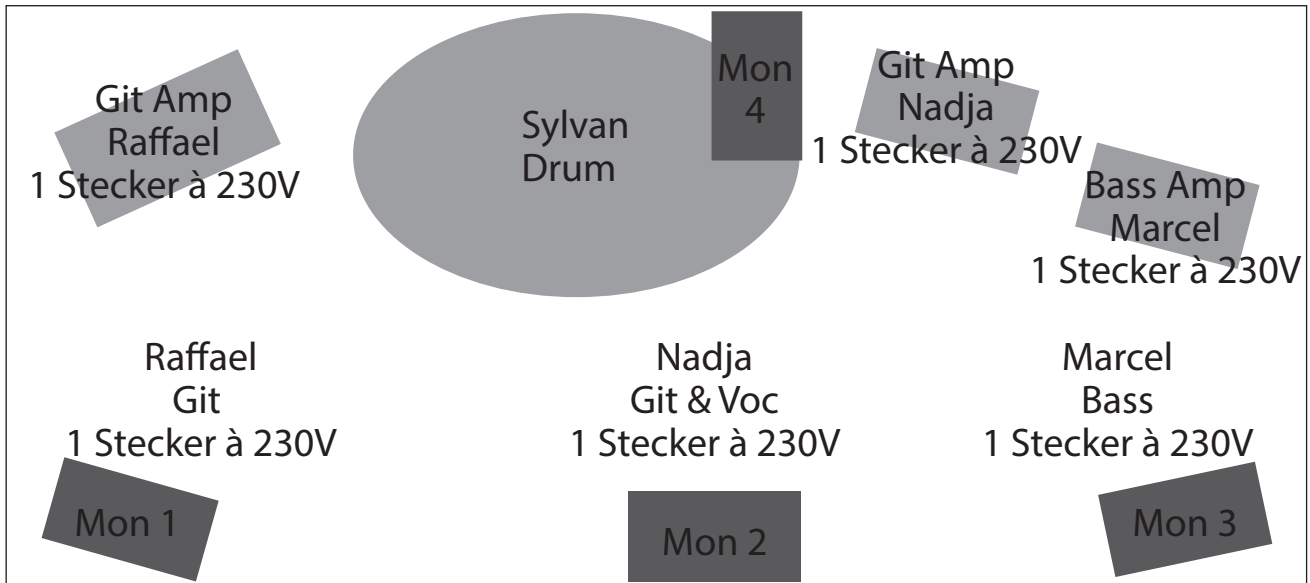 Git Amp
Raffael
1 Stecker à 230V
Sylvan
Drum
Mon
4
Git Amp
Nadja
1 Stecker à 230V
Bass Amp
Marcel
1 Stecker à 230V
Raffael
Git
1 Stecker à 230V
Nadja
Git & Voc
1 Stecker à 230V
Marcel
Bass
1 Stecker à 230V
Mon 1
Mon 2
Mon 3